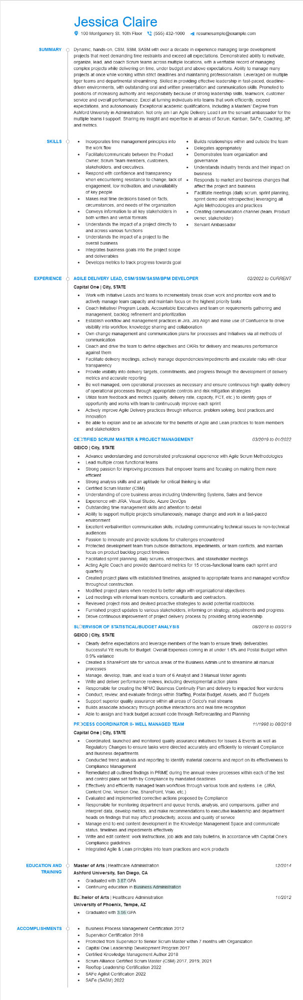 Jessica Claire
100 Montgomery St. 10th Floor (555) 432-1000 resumesample@example.com
SUMMARY
Dynamic, hands-on, CSM, SSM, SASM with over a decade in experience managing large development
projects that meet demanding time restraints and exceed all expectations. Demonstrated ability to motivate,
organize, lead, and coach Scrum teams across multiple locations, with a verifiable record of managing
complex projects while delivering on time, under budget and above expectations. Ability to manage many
projects at once while working within strict deadlines and maintaining professionalism. Leveraged on multiple
tiger teams and departmental streamlining. Skilled in providing effective leadership in fast-paced, deadline-
driven environments, with outstanding oral and written presentation and communication skills. Promoted to
positions of increasing authority and responsibility because of strong leadership skills, teamwork, customer
service and overall performance. Excel at turning individuals into teams that work efficiently, exceed
expectations, and autonomously. Exceptional academic qualifications, including a Masters' Degree from
Ashford University in Administration. Not only am I an Agile Delivery Lead I am the servant ambassador for the
multiple teams I support. Sharing my insight and expertise in all areas of Scrum, Kanban, SAFe, Coaching, XP,
and metrics.
SKILLS
• Incorporates time management principles into
the work flow
• Facilitate/communicate between the Product
Owner, Scrum Team members, customers,
stakeholders, and executives.
• Respond with confidence and transparency
when encountering resistance to change, lack of
engagement, low motivation, and unavailability
of key people
• Makes real time decisions based on facts,
circumstances, and needs of the organization
• Conveys information to all key stakeholders in
both written and verbal formats
• Understands the impact of a project directly to
and across various functions
• Understands the impact of a project to the
overall business
• Integrates business goals into the project scope
and deliverables
• Develops metrics to track progress towards goal
• Builds relationships within and outside the team
• Delegates appropriately
• Demonstrates team organization and
governance
• Understands industry trends and their impact on
business
• Responds to market and business changes that
affect the project and business
• Facilitate meetings (daily scrum, sprint planning,
sprint demo and retrospective) leveraging all
Agile Methodologies and practices
• Creating communication channel (team, Product
owner, stakeholder)
• Servant Ambassador
EXPERIENCE
AGILE DELIVERY LEAD, CSM/SSM/SASM/BPM DEVELOPER 02/2022 to CURRENT
Capital One | City, STATE
• Work with Initiative Leads and teams to incrementally break down work and prioritize work and to
actively manage team capacity and maintain focus on the highest priority tasks
• Coach Initiative/ Program Leads, Accountable Executives and team on requirements gathering and
management, backlog refinement and prioritization
• Establish workflow and management practices in Jira, Jira Align and make use of Confluence to drive
visibility into workflow, knowledge sharing and collaboration
• Own change management and communication plans for processes and Initiatives via all methods of
communication
• Coach and drive the team to define objectives and OKRs for delivery and measures performance
against them
• Facilitate delivery meetings, actively manage dependencies/impediments and escalate risks with clear
transparency
• Provide visibility into delivery targets, commitments, and progress through the development of delivery
metrics and accurate reporting
• Be well managed, own operational processes as necessary and ensure continuous high quality delivery
of operational processes through appropriate controls and risk mitigation strategies
• Utilize team feedback and metrics (quality, delivery rate, capacity, FCT, etc.) to identify gaps of
opportunity and works with team to continuously improve each sprint
• Actively improve Agile Delivery practices through influence, problem solving, best practices,and
innovation
• Be able to explain and be an advocate for the benefits of Agile and Lean practices to team members
and stakeholders
CERTIFIED SCRUM MASTER & PROJECT MANAGEMENT 03/2019 to 01/2022
GEICO | City, STATE
• Advance understanding and demonstrated professional experience with Agile Scrum Methodologies
• Lead multiple cross functional teams
• Strong passion for improving processes that empower teams and focusing on making them more
efficient
• Strong analysis skills and an aptitude for critical thinking is vital
• Certified Scrum Master (CSM)
• Understanding of core business areas including Underwriting Systems, Sales and Service
• Experience with JIRA, Visual Studio, Azure DevOps
• Outstanding time management skills and attention to detail
• Ability to support multiple projects simultaneously, manage change and work in a fast-paced
environment
• Excellent verbal/written communication skills, including communicating technical issues to non-technical
audiences
• Passion to innovate and provide solutions for challenges encountered
• Protected development team from outside distractions, impediments, or team conflicts, and maintain
focus on product backlog project timelines
• Facilitated sprint planning, daily scrums, retrospectives, and stakeholder meetings
• Acting Agile Coach and provide dashboard metrics for 15 cross-functional teams each sprint and
quarterly
• Created project plans with established timelines, assigned to appropriate teams and managed workflow
throughout construction.
• Modified project plans when needed to better align with organizational objectives.
• Led meetings with internal team members, consultants and contractors.
• Reviewed project risks and devised proactive strategies to avoid potential roadblocks.
• Furnished project updates to various stakeholders, informing on strategy, adjustments and progress.
• Drove continuous improvement of project delivery process by providing strong leadership.
SUPERVISOR OF STATISTICAL/BUDGET ANALYSIS 08/2018 to 03/2019
GEICO | City, STATE
• Clearly define expectations and leverage members of the team to ensure timely deliverables.
Successful YE results for Budget: Overall Expenses coming in at under 1.6% and Postal Budget within
0.9% variance
• Created a SharePoint site for various areas of the Business Admin unit to streamline all manual
processes
• Manage, develop, train, and lead a team of 6 Analyst and 3 Manual Meter agents
• Write and deliver performance reviews, including developmental action plans
• Responsible for creating the NPMC Business Continuity Plan and delivery to impacted floor wardens
• Conduct, review, and evaluate findings within Staffing, Postal Budget, Assets, and IT Budgets
• Support superior quality assurance within all areas of Geico's mail streams
• Builds associate advocacy through positive interactions and real-time recognition
• Able to assign and track budget account code through Reforecasting and Planning
PROCESS COORDINATOR II- WELL MANAGED TEAM 11/1998 to 08/2018
Capital One | City, STATE
• Coordinated, launched and monitored quality assurance initiatives for Issues & Events as well as
Regulatory Changes to ensure tasks were directed accurately and efficiently to relevant Compliance
and Business departments
• Conducted trend analysis and reporting to identify material concerns and report on its effectiveness to
Compliance Management
• Remediated all outlined findings in PRIME during the annual review processes within each of the test
and control plans set forth by Compliance by mandated deadlines
• Effectively and efficiently managed team workflows through various tools and systems. i.e. (JIRA,
Content One, Version One, SharePoint, Visio, etc.)
• Evaluated and implemented corrective actions proposed by Compliance
• Responsible for monitoring department and queue trends, analysis, and comparisons, gather and
interpret data, develop metrics, and make recommendations to executive leadership and department
heads on findings that may affect productivity, access and quality of service
• Manage end to end content development in the Knowledge Management Space and communicate
status, timelines and impediments effectively
• Write and edit content: work instructions, job aids and daily bulletins, in accordance with Capital One's
Compliance guidelines
• Integrated Agile & Lean principles into team practices and work products
EDUCATION AND
TRAINING
Master of Arts | Healthcare Administration 12/2014
Ashford University, San Diego, CA
• Graduated with 3.87 GPA
• Continuing education in Business Administration
Bachelor of Arts | Healthcare Administration 11/2012
University of Phoenix, Tempe, AZ
• Graduated with 3.56 GPA
ACCOMPLISHMENTS
• Business Process Management Certification 2012
• Supervisor Certification 2018
• Promoted from Supervisor to Senior Scrum Master within 7 months with Organization
• Capital One Leadership Development Program 2017
• Certified Knowledge Management Author 2018
• Scrum Alliance Certified Scrum Master (CSM) 2017, 2019, 2021
• Rooftop Leadership Certification 2022
• SAFe Agilist Certification 2022
• SAFe (SASM) 2022